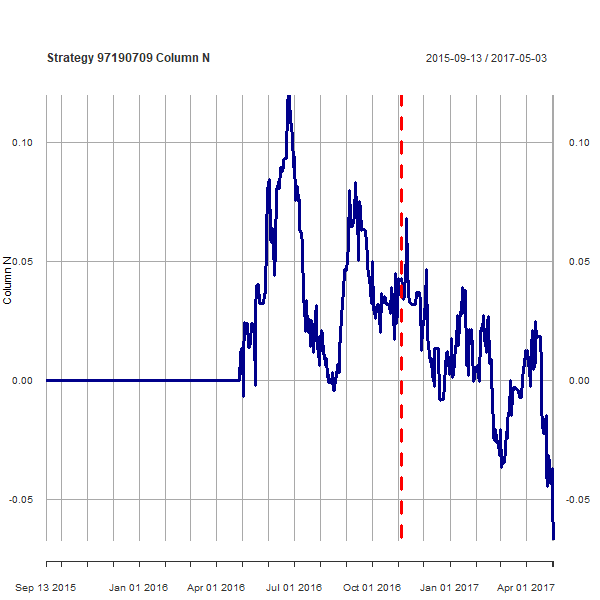 Strategy 97190709 Column N
2015-09-13 / 2017-05-03
0.10
0.10
0.05
0.05
Column N
0.00
0.00
-0.05
-0.05
Sep 13 2015
Jan 01 2016
Apr 01 2016
Jul 01 2016
Oct 01 2016
Jan 01 2017
Apr 01 2017